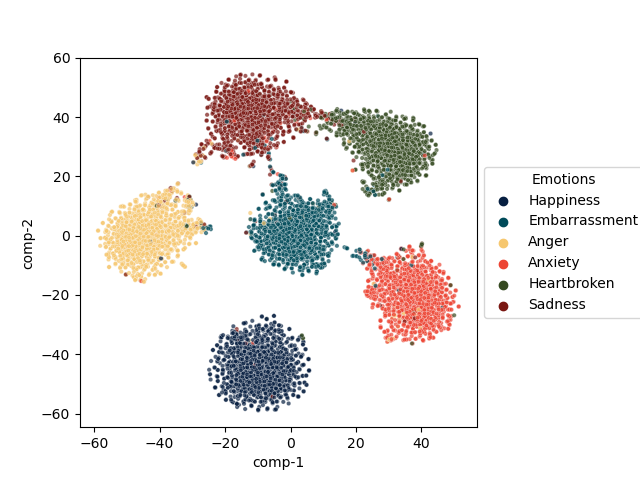 60
40
20
0
−20
−40
−60
comp-2
−60
−40
−20
0
20
40
comp-1
Emotions
Happiness
Embarrassment
Anger
Anxiety
Heartbroken
Sadness